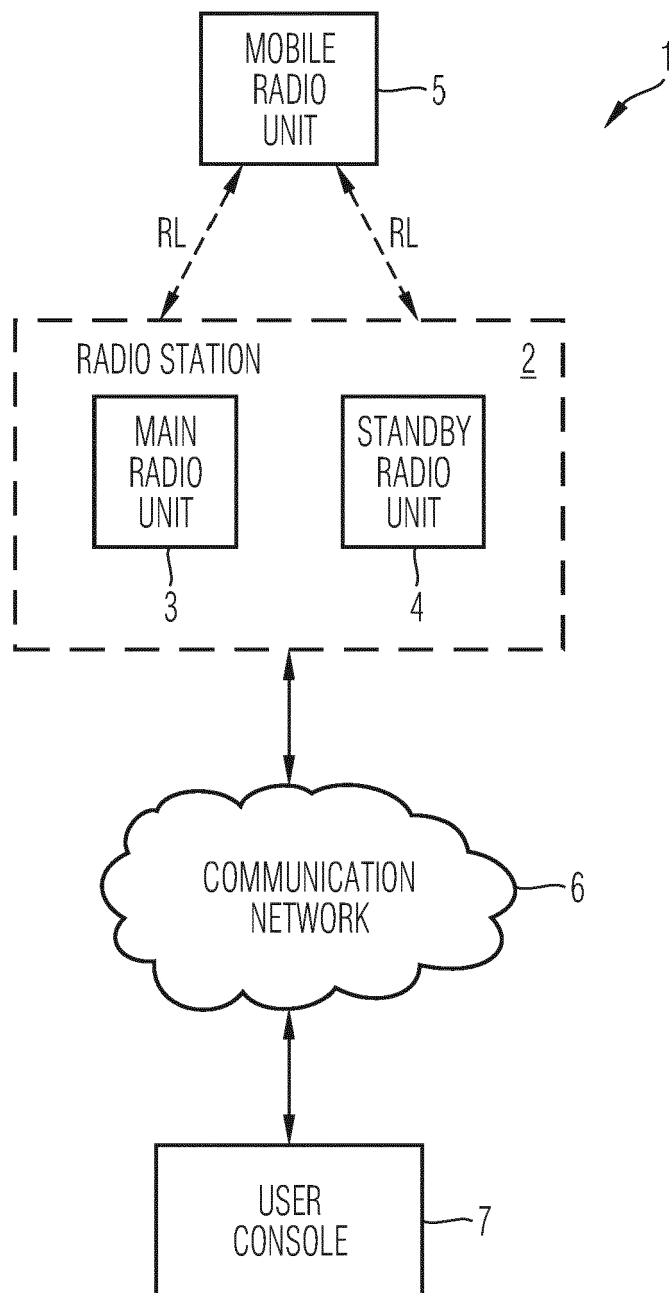 MOBILE
RADIO
UNIT
5
1
RL
RL
RADIO STATION
2
MAIN
RADIO
UNIT
STANDBY
RADIO
UNIT
3
4
COMMUNICATION
NETWORK
6
USER
CONSOLE
7